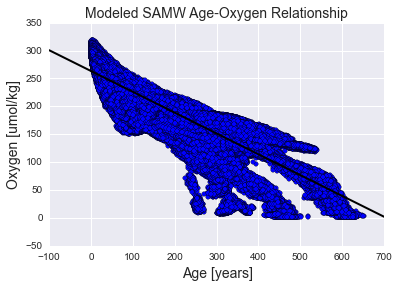 Modeled SAMW Age-Oxygen Relationship
350
300
250
200
150
100
50
0
−50
Oxygen [umol/kg]
−100 0 100 200 300 400 500 600 700
Age [years]